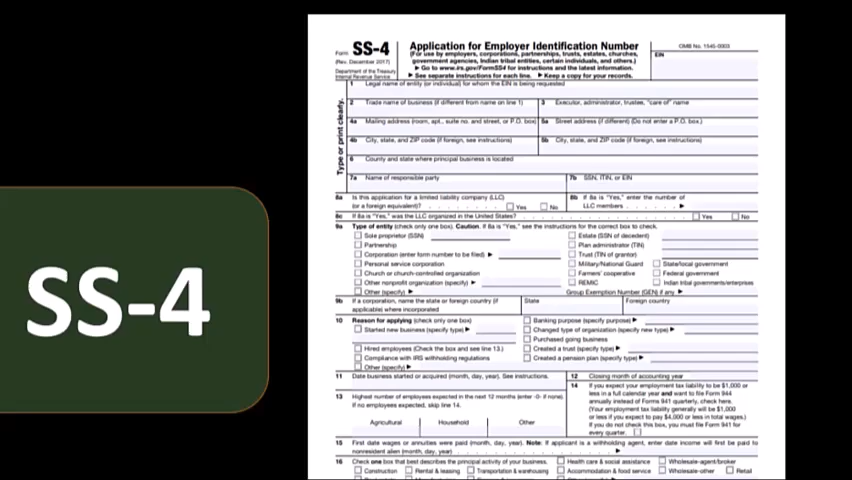 SS-4
Form SS-4
(Rev. December 2017)
Department of the Treasury
Internal Revenue Service
Application for Employer Identification Number
(For use by employers, corporations, partnerships, trusts, estates, churches,
government agencies, Indian tribal entities, certain individuals, and others.)
▶ Go to www.irs.gov/FormSS4 for instructions and the latest information.
▶ See separate instructions for each line. ▶ Keep a copy for your records.
OMB No. 1545-0003
EIN
Type or print clearly.
1 Legal name of entity (or individual) for whom the EIN is being requested
2 Trade name of business (if different from name on line 1)
3 Executor, administrator, trustee, "care of" name
4a Mailing address (room, apt., suite no. and street, or P.O. box)
5a Street address (if different) (Do not enter a P.O. box.)
4b City, state, and ZIP code (if foreign, see instructions)
5b City, state, and ZIP code (if foreign, see instructions)
6 County and state where principal business is located
7a Name of responsible party
7b SSN, ITIN, or EIN
8a Is this application for a limited liability company (LLC)
(or a foreign equivalent)? Yes No
8b If 8a is "Yes," enter the number of
LLC members ▶
8c If 8a is "Yes," was the LLC organized in the United States? Yes No
9a Type of entity (check only one box). Caution. If 8a is "Yes," see the instructions for the correct box to check.
Sole proprietor (SSN)
Estate (SSN of decedent)
Partnership
Plan administrator (TIN)
Corporation (enter form number to be filed) ▶
Trust (TIN of grantor)
Personal service corporation
Military/National Guard
State/local government
Church or church-controlled organization
Farmers' cooperative
Federal government
Other nonprofit organization (specify) ▶
REMIC
Indian tribal governments/enterprises
Other (specify) ▶
Group Exemption Number (GEN) if any ▶
9b If a corporation, name the state or foreign country (if
applicable) where incorporated
State
Foreign country
10 Reason for applying (check only one box)
Banking purpose (specify purpose) ▶
Started new business (specify type) ▶
Changed type of organization (specify new type) ▶
Purchased going business
Hired employees (Check the box and see line 13.)
Created a trust (specify type) ▶
Compliance with IRS withholding regulations
Created a pension plan (specify type) ▶
Other (specify) ▶
11 Date business started or acquired (month, day, year). See instructions.
12 Closing month of accounting year
13 Highest number of employees expected in the next 12 months (enter -0- if none).
If no employees expected, skip line 14.
Agricultural Household Other
14 If you expect your employment tax liability to be $1,000 or
less in a full calendar year and want to file Form 944
annually instead of Forms 941 quarterly, check here.
(Your employment tax liability generally will be $1,000
or less if you expect to pay $4,000 or less in total wages.)
If you do not check this box, you must file Form 941 for
every quarter.
15 First date wages or annuities were paid (month, day, year). Note: If applicant is a withholding agent, enter date income will first be paid to
nonresident alien (month, day, year) ▶
16 Check one box that best describes the principal activity of your business.
Health care & social assistance
Wholesale-agent/broker
Construction
Rental & leasing
Transportation & warehousing
Accommodation & food service
Wholesale-other
Retail